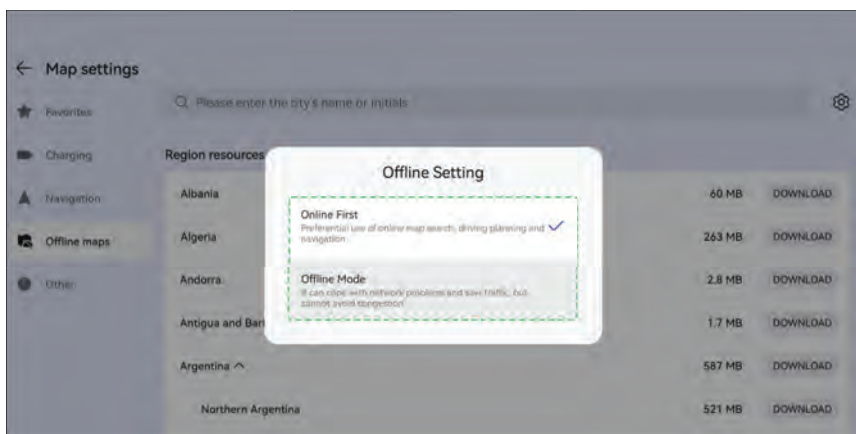 Map settings
Please enter the city's name or initials
Favorites
Charging
Region resources
Offline Setting
Albania
60 MB
DOWNLOAD
Navigation
Online First
Preferential use of online map search, driving planning and
navigation
Offline maps
Algeria
263 MB
DOWNLOAD
Other
Andorra
Offline Mode
It can cope with network problems and save traffic, but
cannot avoid congestion
2.8 MB
DOWNLOAD
Antigua and Bar
1.7 MB
DOWNLOAD
Argentina
587 MB
DOWNLOAD
Northern Argentina
521 MB
DOWNLOAD